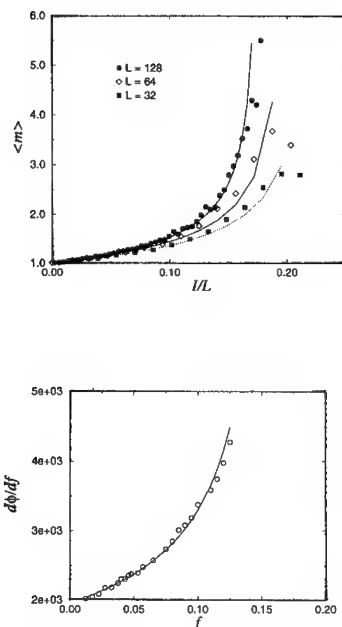 6.0
5.0
4.0
3.0
2.0
1.0
<m>
L = 128
L = 64
L = 32
0.00
0.10
0.20
I/L
5e+03
4e+03
3e+03
2e+03
dϕ/df
0.00
0.05
0.10
0.15
0.20
f